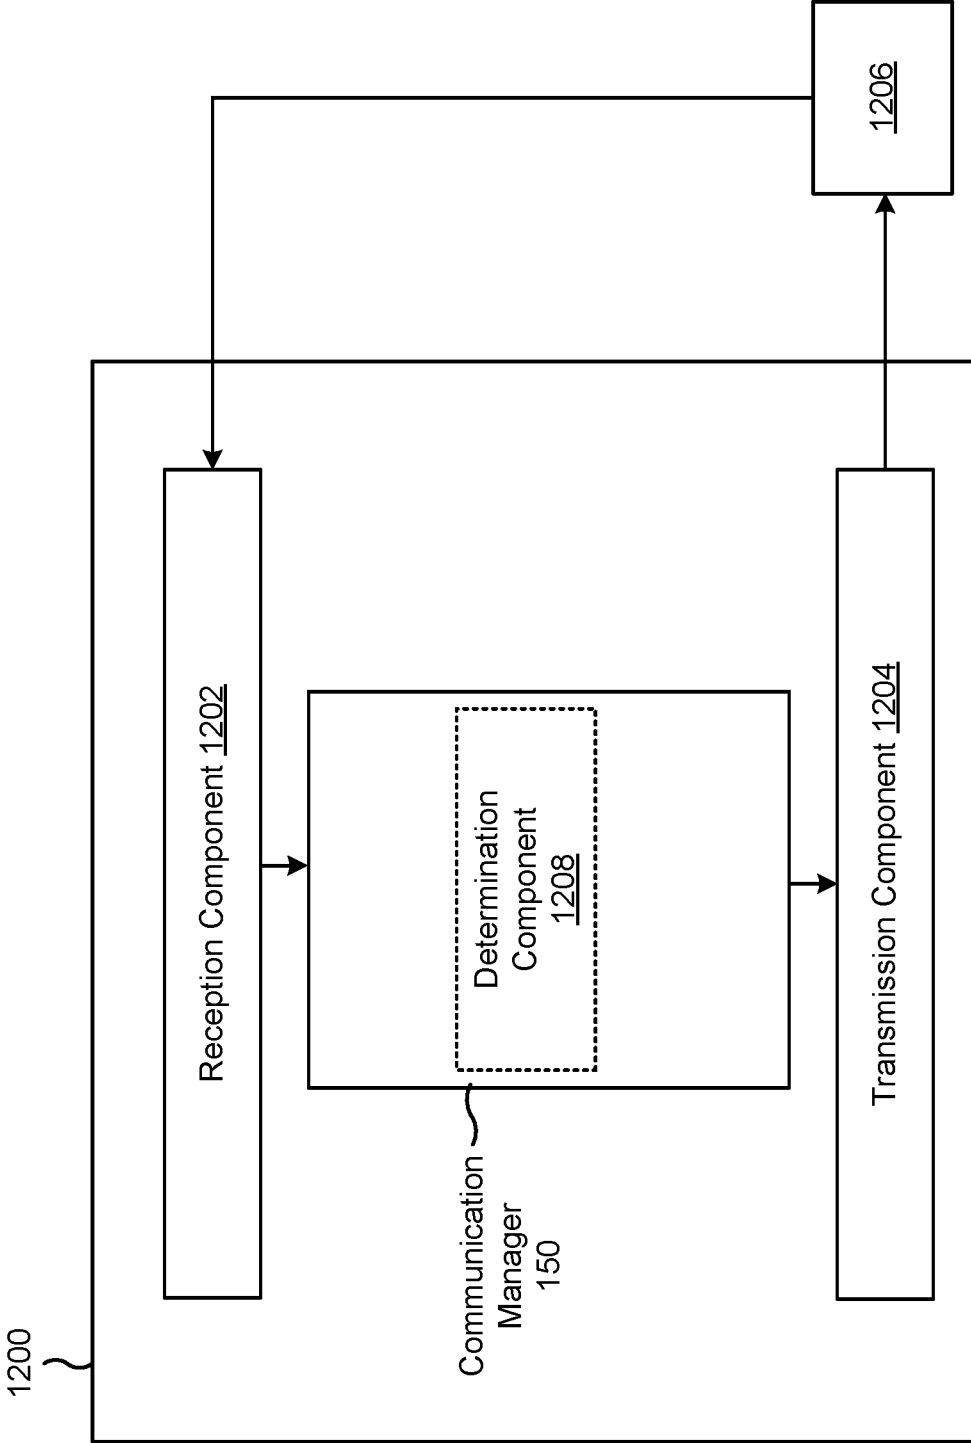 1200
Reception Component 1202
Determination
Component
1208
Communication
Manager
150
Transmission Component 1204
1206